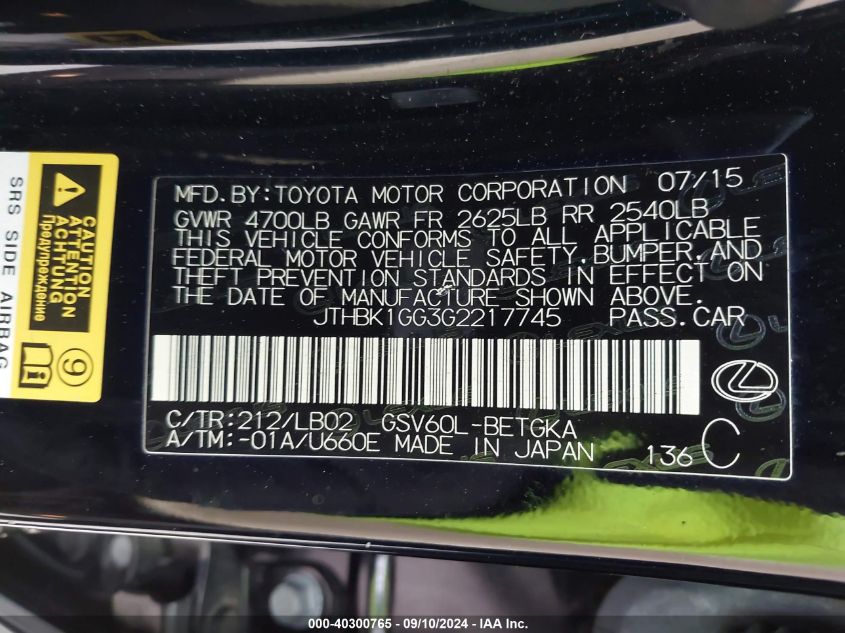 MFD.BY:TOYOTA MOTOR CORPORATION 07/15
GVWR 4700LB GAWR FR 2625LB RR 2540LB
THIS VEHICLE CONFORMS TO ALL APPLICABLE
FEDERAL MOTOR VEHICLE SAFETY,BUMPER,AND
THEFT PREVENTION STANDARDS IN EFFECT ON
THE DATE OF MANUFACTURE SHOWN ABOVE.
JTHBK1GG3G2217745 PASS.CAR
C/TR:212/LB02 GSV60L-BETGKA
A/TM:-01A/U660E MADE IN JAPAN 136 C
CAUTION
ATTENTION
ACHTUNG
Предупреждение
9
SRS SIDE AIRBAG
000-40300765 - 09/10/2024 - IAA, Inc.